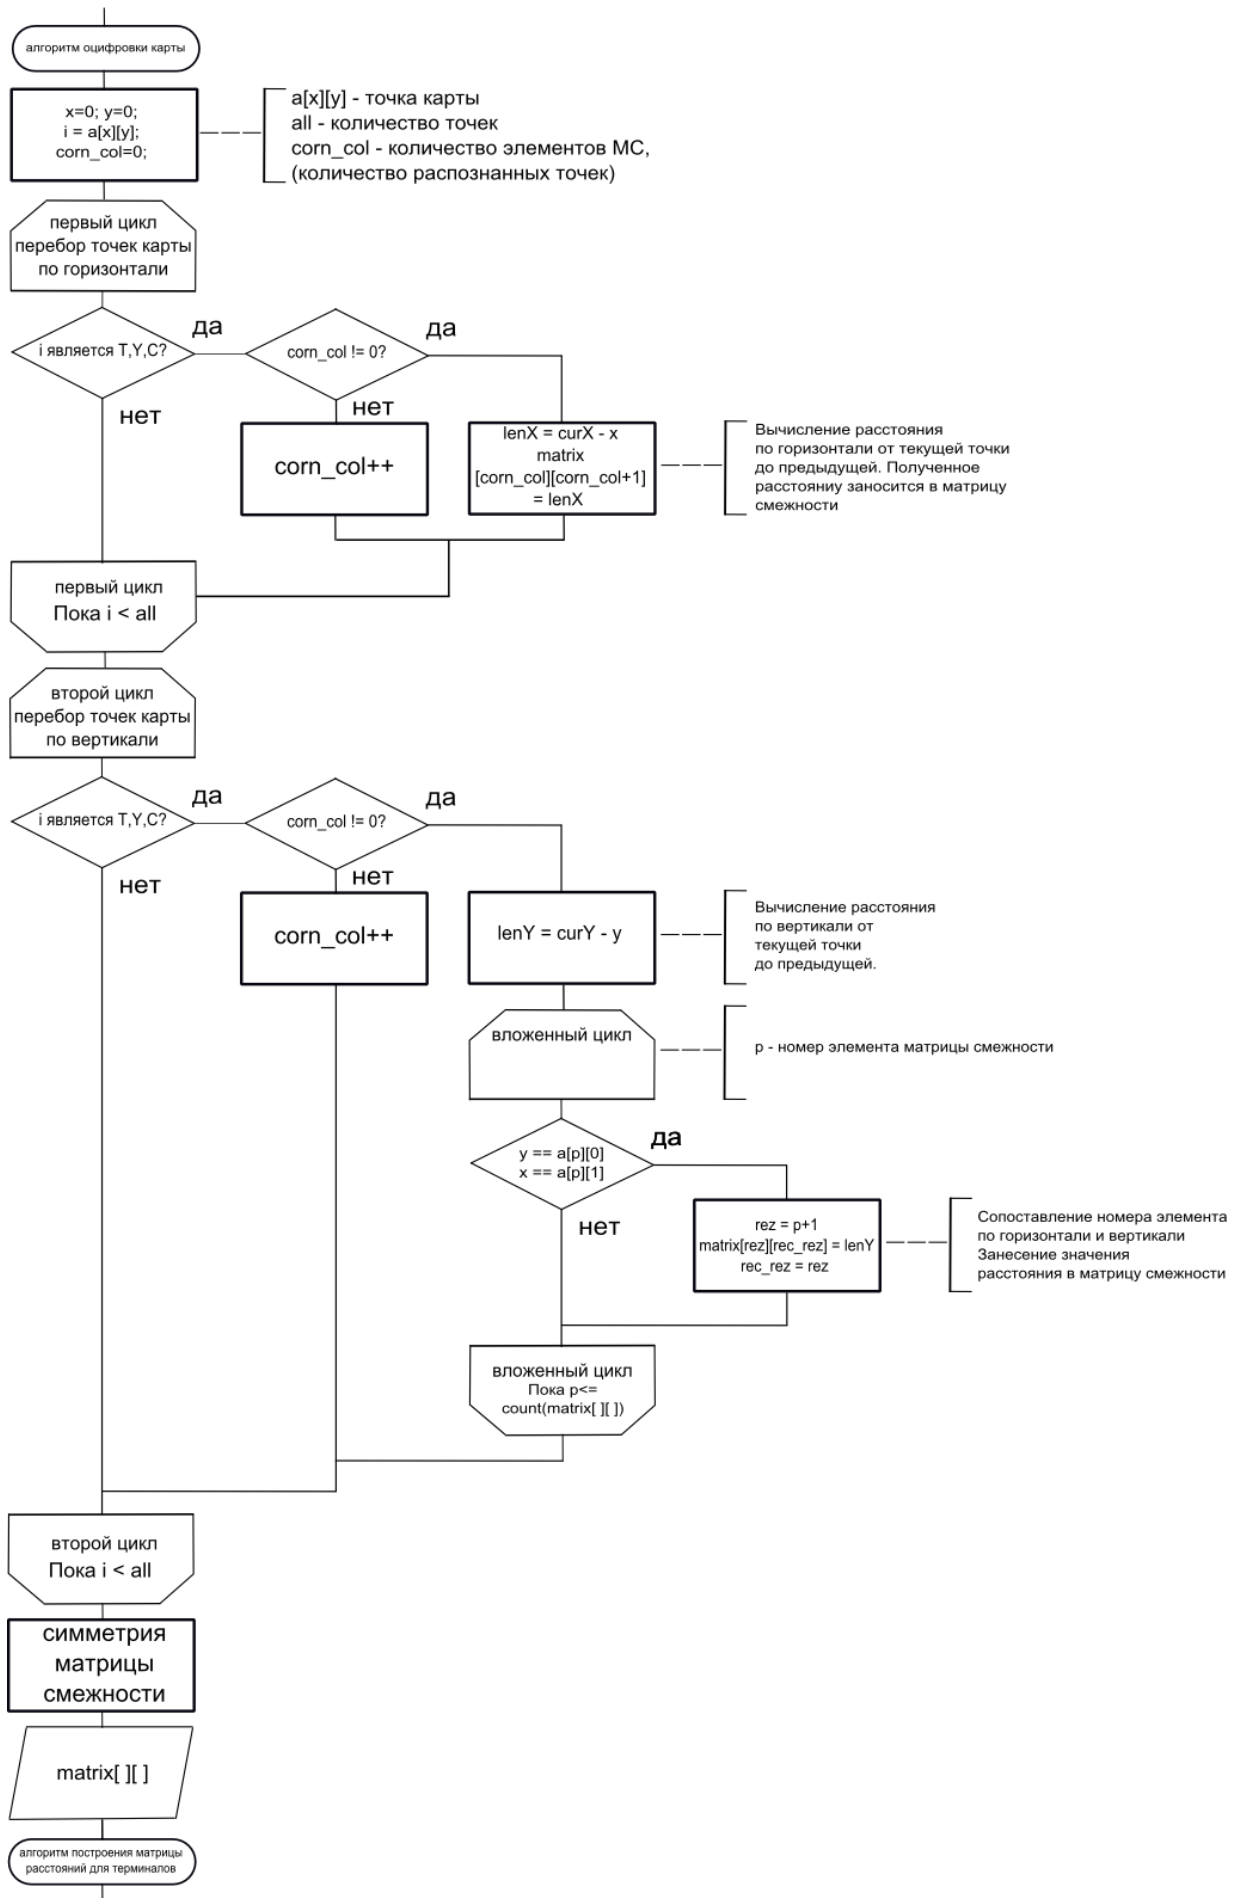 алгоритм оцифровки карты
x=0; y=0;
i = a[x][y];
corn_col=0;
a[x][y] - точка карты
all - количество точек
corn_col - количество элементов МС,
(количество распознанных точек)
первый цикл
перебор точек карты
по горизонтали
i является T,Y,C?
да
нет
corn_col != 0?
да
нет
corn_col++
lenX = curX - x
matrix
[corn_col][corn_col+1]
= lenX
Вычисление расстояния
по горизонтали от текущей точки
до предыдущей. Полученное
расстояниу заносится в матрицу
смежности
первый цикл
Пока i < all
второй цикл
перебор точек карты
по вертикали
i является T,Y,C?
да
нет
corn_col != 0?
да
нет
corn_col++
lenY = curY - y
Вычисление расстояния
по вертикали от
текущей точки
до предыдущей.
вложенный цикл
p - номер элемента матрицы смежности
y == a[p][0]
x == a[p][1]
да
нет
rez = p+1
matrix[rez][rec_rez] = lenY
rec_rez = rez
Сопоставление номера элемента
по горизонтали и вертикали
Занесение значения
расстояния в матрицу смежности
вложенный цикл
Пока p<=
count(matrix[ ][ ])
второй цикл
Пока i < all
симметрия
матрицы
смежности
matrix[ ][ ]
алгоритм построения матрицы
расстояний для терминалов